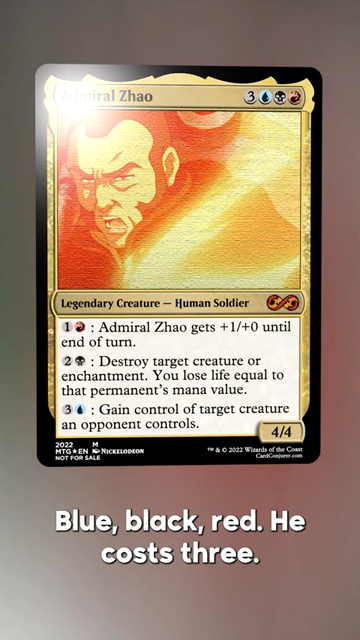 Admiral Zhao 3
Legendary Creature — Human Soldier
1 : Admiral Zhao gets +1/+0 until
end of turn.
2 : Destroy target creature or
enchantment. You lose life equal to
that permanent's mana value.
3 : Gain control of target creature
an opponent controls.
4/4
2022 M
MTG★EN NICKELODEON
NOT FOR SALE
™ & © 2022 Wizards of the Coast
CardConjurer.com
Blue, black, red. He
costs three.